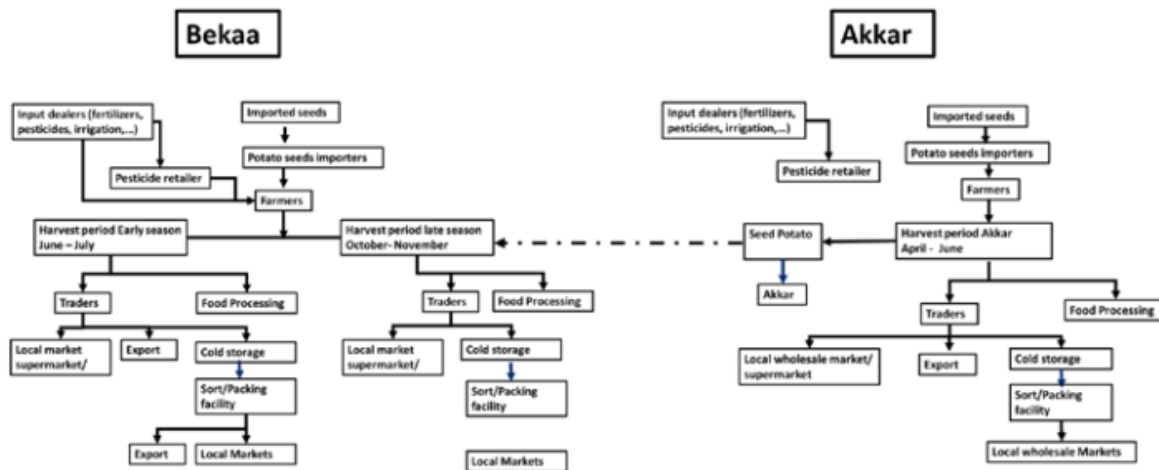 Bekaa
Input dealers (fertilizers,
pesticides, irrigation,...)
Imported seeds
Potato seeds importers
Pesticide retailer
Farmers
Harvest period Early season
June – July
Harvest period late season
October- November
Traders
Food Processing
Local market
supermarket/
Export
Cold storage
Sort/Packing
facility
Export
Local Markets
Traders
Food Processing
Local market
supermarket/
Cold storage
Sort/Packing
facility
Local Markets
Akkar
Input dealers (fertilizers,
pesticides, irrigation,...)
Imported seeds
Potato seeds importers
Pesticide retailer
Farmers
Seed Potato
Harvest period Akkar
April - June
Akkar
Traders
Food Processing
Local wholesale market/
supermarket
Export
Cold storage
Sort/Packing
facility
Local wholesale Markets